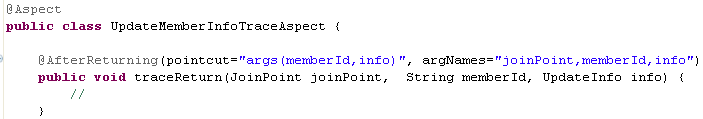 @Aspect
public class UpdateMemberInfoTraceAspect {
@AfterReturning(pointcut="args(memberId,info)", argNames="joinPoint,memberId,info")
public void traceReturn(JoinPoint joinPoint,  String memberId, UpdateInfo info) {
//
}